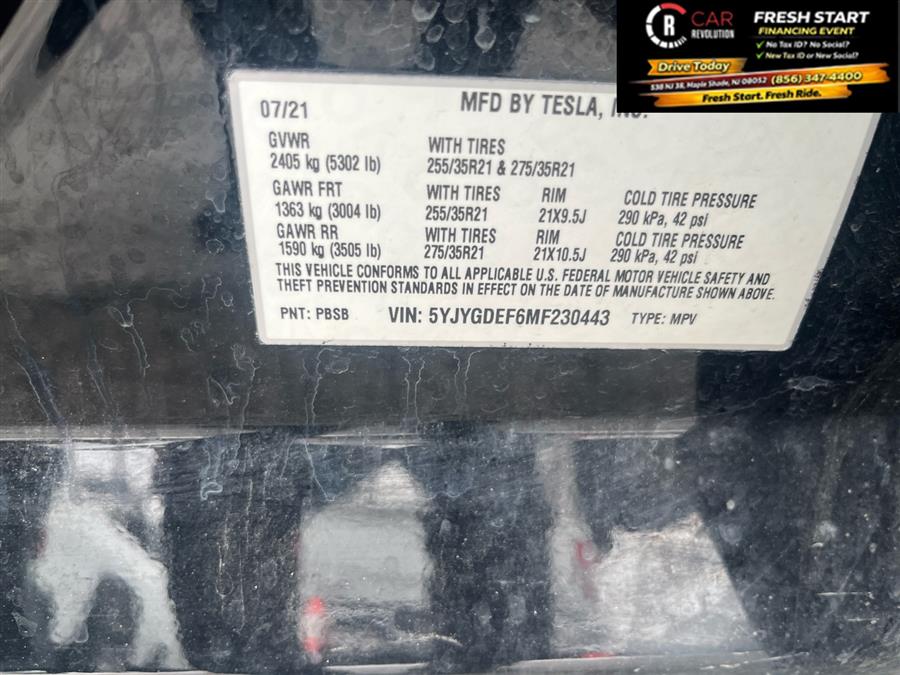 CAR
REVOLUTION
R
FRESH START
FINANCING EVENT
✓ No Tax ID? No Social?
✓ New Tax ID or New Social?
Drive Today
538 NJ 38, Maple Shade, NJ 08052 (856) 347-4400
Fresh Start. Fresh Ride.
07/21 MFD BY TESLA, INC.
GVWR WITH TIRES
2405 kg (5302 lb) 255/35R21 & 275/35R21
GAWR FRT WITH TIRES RIM COLD TIRE PRESSURE
1363 kg (3004 lb) 255/35R21 21X9.5J 290 kPa, 42 psi
GAWR RR WITH TIRES RIM COLD TIRE PRESSURE
1590 kg (3505 lb) 275/35R21 21X10.5J 290 kPa, 42 psi
THIS VEHICLE CONFORMS TO ALL APPLICABLE U.S. FEDERAL MOTOR VEHICLE SAFETY AND
THEFT PREVENTION STANDARDS IN EFFECT ON THE DATE OF MANUFACTURE SHOWN ABOVE.
PNT: PBSB VIN: 5YJYGDEF6MF230443 TYPE: MPV